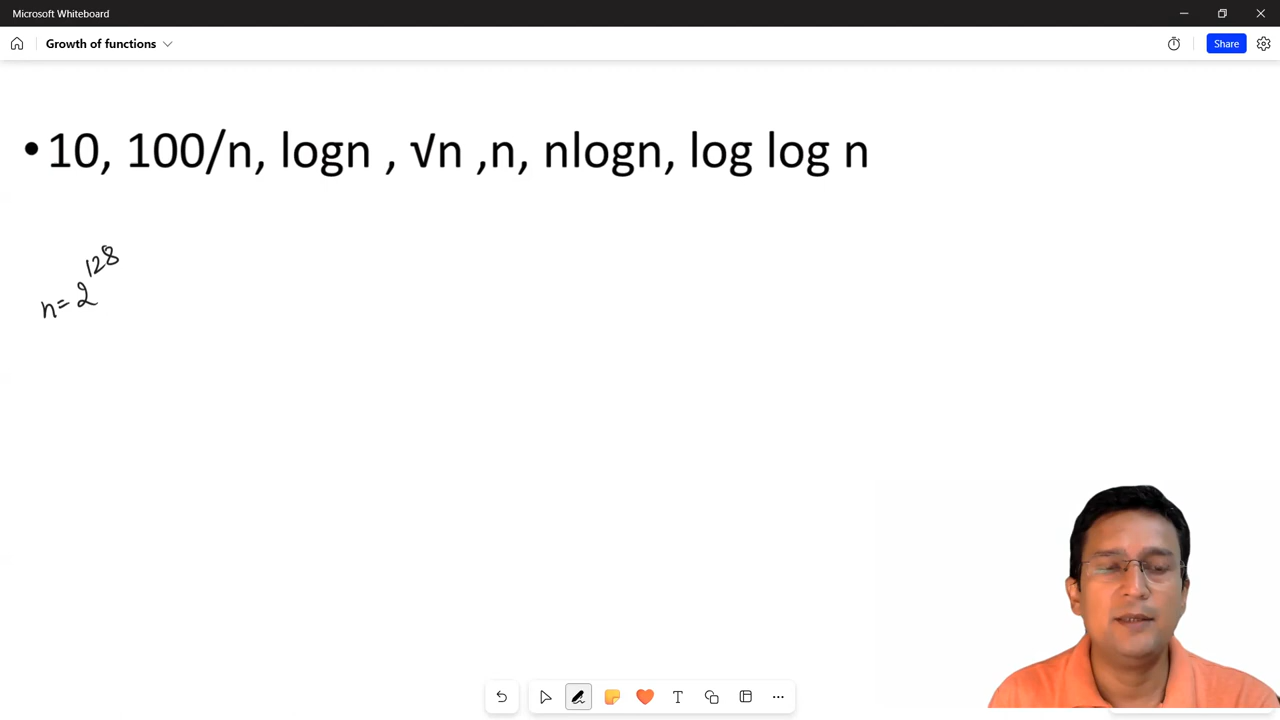 Microsoft Whiteboard
Growth of functions
Share
•10, 100/n, logn , √n ,n, nlogn, log log n
n=2^128